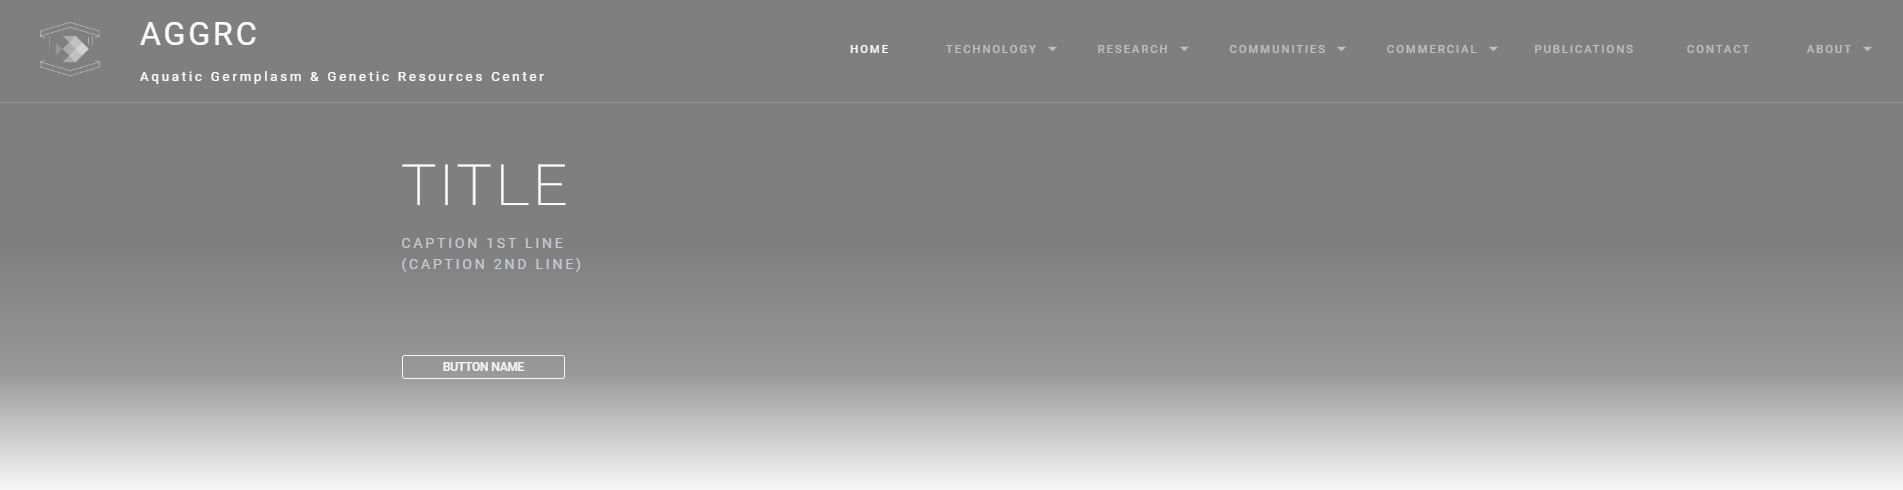 AGGRC
Aquatic Germplasm & Genetic Resources Center
HOME TECHNOLOGY RESEARCH COMMUNITIES COMMERCIAL PUBLICATIONS CONTACT ABOUT
TITLE
CAPTION 1ST LINE
(CAPTION 2ND LINE)
BUTTON NAME